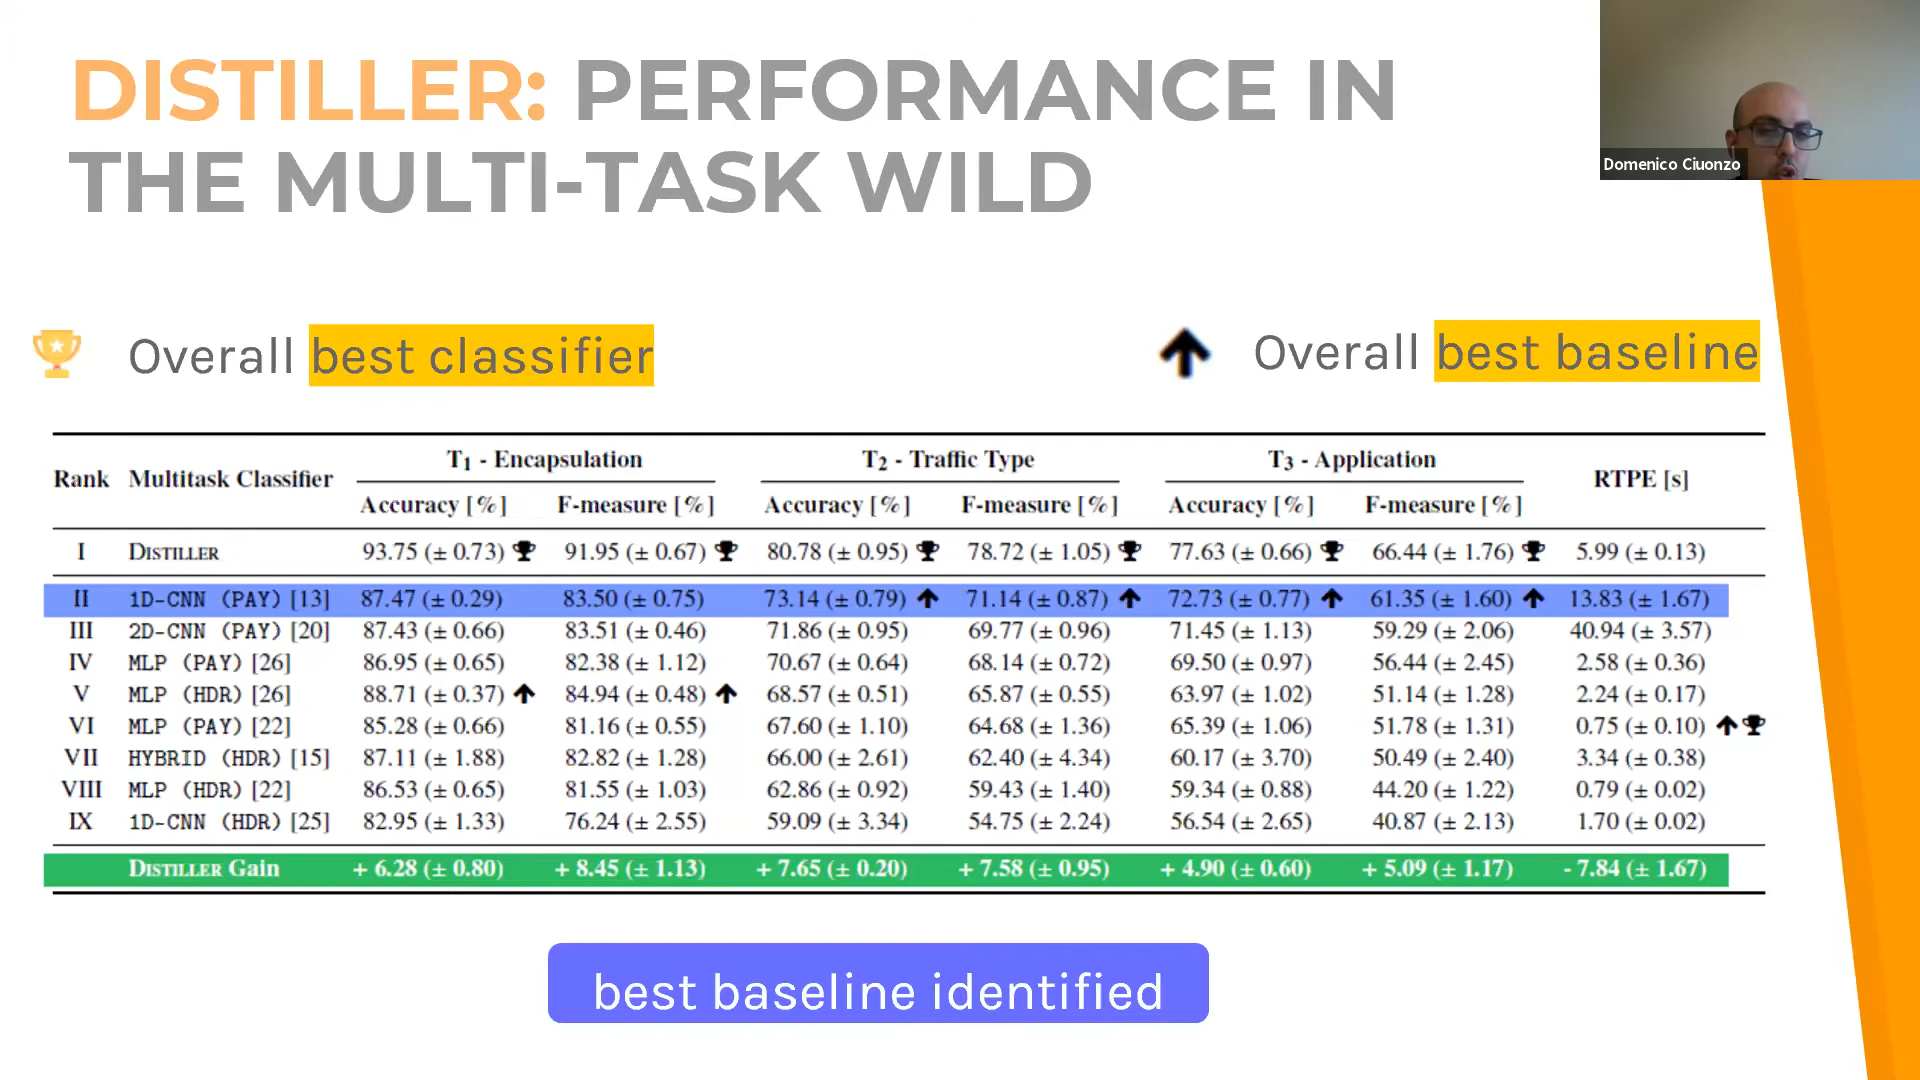 DISTILLER: PERFORMANCE IN
THE MULTI-TASK WILD
Domenico Ciuonzo
Overall best classifier
Overall best baseline
Rank Multitask Classifier T1 - Encapsulation T2 - Traffic Type T3 - Application RTPE [s]
Accuracy [%] F-measure [%] Accuracy [%] F-measure [%] Accuracy [%] F-measure [%]
I DISTILLER 93.75 (± 0.73) 91.95 (± 0.67) 80.78 (± 0.95) 78.72 (± 1.05) 77.63 (± 0.66) 66.44 (± 1.76) 5.99 (± 0.13)
II 1D-CNN (PAY) [13] 87.47 (± 0.29) 83.50 (± 0.75) 73.14 (± 0.79) 71.14 (± 0.87) 72.73 (± 0.77) 61.35 (± 1.60) 13.83 (± 1.67)
III 2D-CNN (PAY) [20] 87.43 (± 0.66) 83.51 (± 0.46) 71.86 (± 0.95) 69.77 (± 0.96) 71.45 (± 1.13) 59.29 (± 2.06) 40.94 (± 3.57)
IV MLP (PAY) [26] 86.95 (± 0.65) 82.38 (± 1.12) 70.67 (± 0.64) 68.14 (± 0.72) 69.50 (± 0.97) 56.44 (± 2.45) 2.58 (± 0.36)
V MLP (HDR) [26] 88.71 (± 0.37) 84.94 (± 0.48) 68.57 (± 0.51) 65.87 (± 0.55) 63.97 (± 1.02) 51.14 (± 1.28) 2.24 (± 0.17)
VI MLP (PAY) [22] 85.28 (± 0.66) 81.16 (± 0.55) 67.60 (± 1.10) 64.68 (± 1.36) 65.39 (± 1.06) 51.78 (± 1.31) 0.75 (± 0.10)
VII HYBRID (HDR) [15] 87.11 (± 1.88) 82.82 (± 1.28) 66.00 (± 2.61) 62.40 (± 4.34) 60.17 (± 3.70) 50.49 (± 2.40) 3.34 (± 0.38)
VIII MLP (HDR) [22] 86.53 (± 0.65) 81.55 (± 1.03) 62.86 (± 0.92) 59.43 (± 1.40) 59.34 (± 0.88) 44.20 (± 1.22) 0.79 (± 0.02)
IX 1D-CNN (HDR) [25] 82.95 (± 1.33) 76.24 (± 2.55) 59.09 (± 3.34) 54.75 (± 2.24) 56.54 (± 2.65) 40.87 (± 2.13) 1.70 (± 0.02)
DISTILLER Gain + 6.28 (± 0.80) + 8.45 (± 1.13) + 7.65 (± 0.20) + 7.58 (± 0.95) + 4.90 (± 0.60) + 5.09 (± 1.17) - 7.84 (± 1.67)
best baseline identified